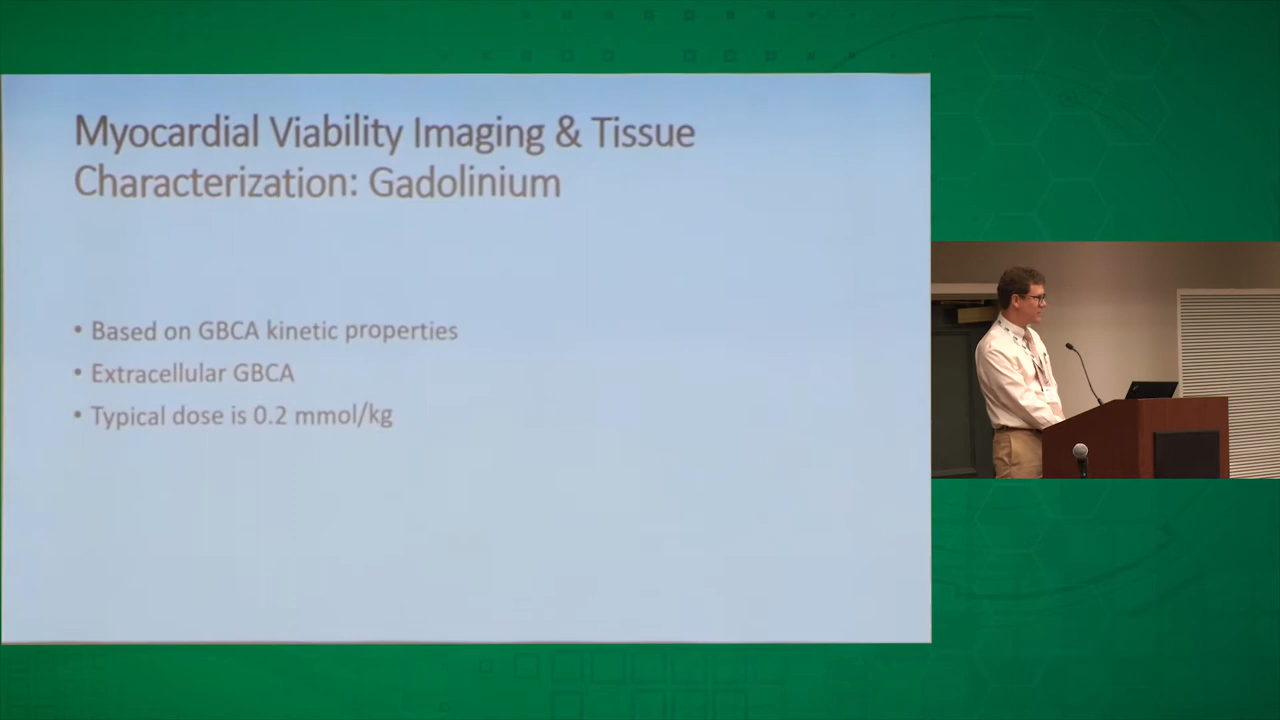 Myocardial Viability Imaging & Tissue
Characterization: Gadolinium
• Based on GBCA kinetic properties
• Extracellular GBCA
• Typical dose is 0.2 mmol/kg